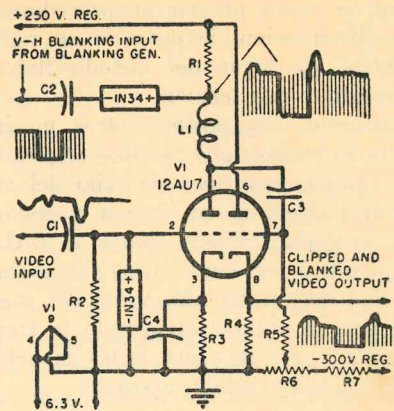 +250 V. REG.
V-H BLANKING INPUT
FROM BLANKING GEN.
R1
C2
-IN34+
L1
V1
12AU7
1
6
C3
C1
2
7
VIDEO
INPUT
CLIPPED AND
BLANKED
VIDEO OUTPUT
V1
9
4
5
R2
-IN34+
C4
3
8
R3
R4
R5
-300V REG.
R6
R7
6.3 V.